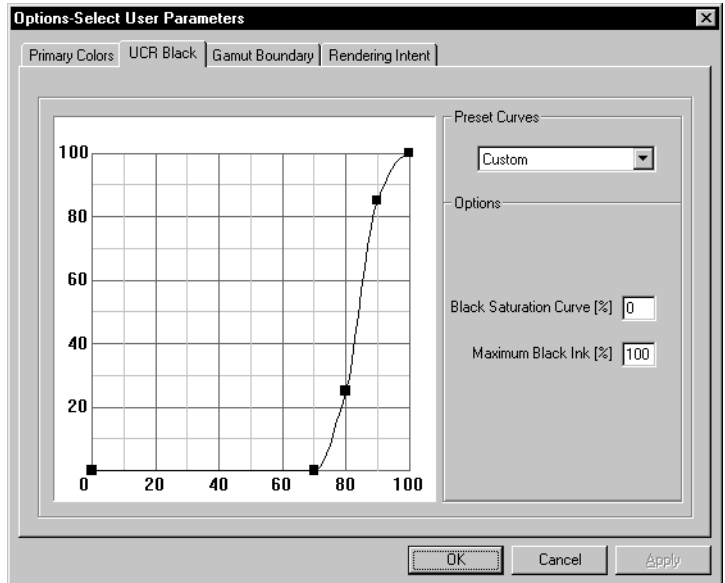 Options-Select User Parameters
Primary Colors UCR Black Gamut Boundary Rendering Intent
Preset Curves
Custom
Options
Black Saturation Curve [%] 0
Maximum Black Ink [%] 100
100
80
60
40
20
0 20 40 60 80 100
OK Cancel Apply